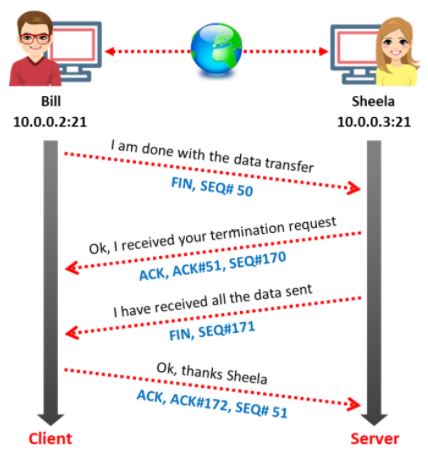 Bill
Sheela
10.0.0.2:21
10.0.0.3:21
I am done with the data transfer
FIN, SEQ# 50
Ok, I received your termination request
ACK, ACK#51, SEQ#170
I have received all the data sent
FIN, SEQ#171
Ok, thanks Sheela
ACK, ACK#172, SEQ# 51
Client
Server